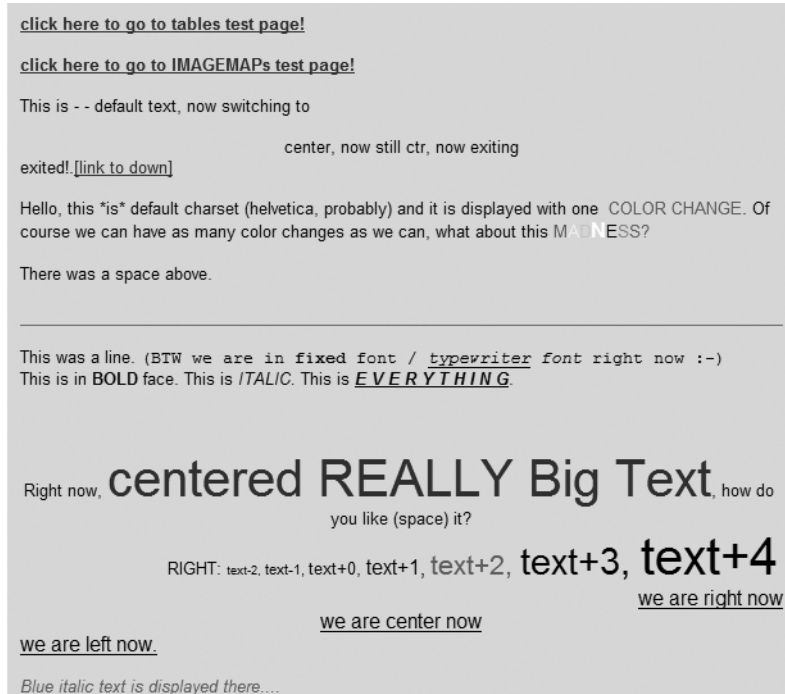 click here to go to tables test page!
click here to go to IMAGEMAPs test page!
This is - - default text, now switching to
center, now still ctr, now exiting
exited!.[link to down]
Hello, this *is* default charset (helvetica, probably) and it is displayed with one COLOR CHANGE. Of
course we can have as many color changes as we can, what about this MADNESS?
There was a space above.
This was a line. (BTW we are in fixed font / typewriter font right now :-)
This is in BOLD face. This is ITALIC. This is E V E R Y T H I N G.
Right now, centered REALLY Big Text, how do
you like (space) it?
RIGHT: text-2, text-1, text+0, text+1, text+2, text+3, text+4
we are right now
we are center now
we are left now.
Blue italic text is displayed there....